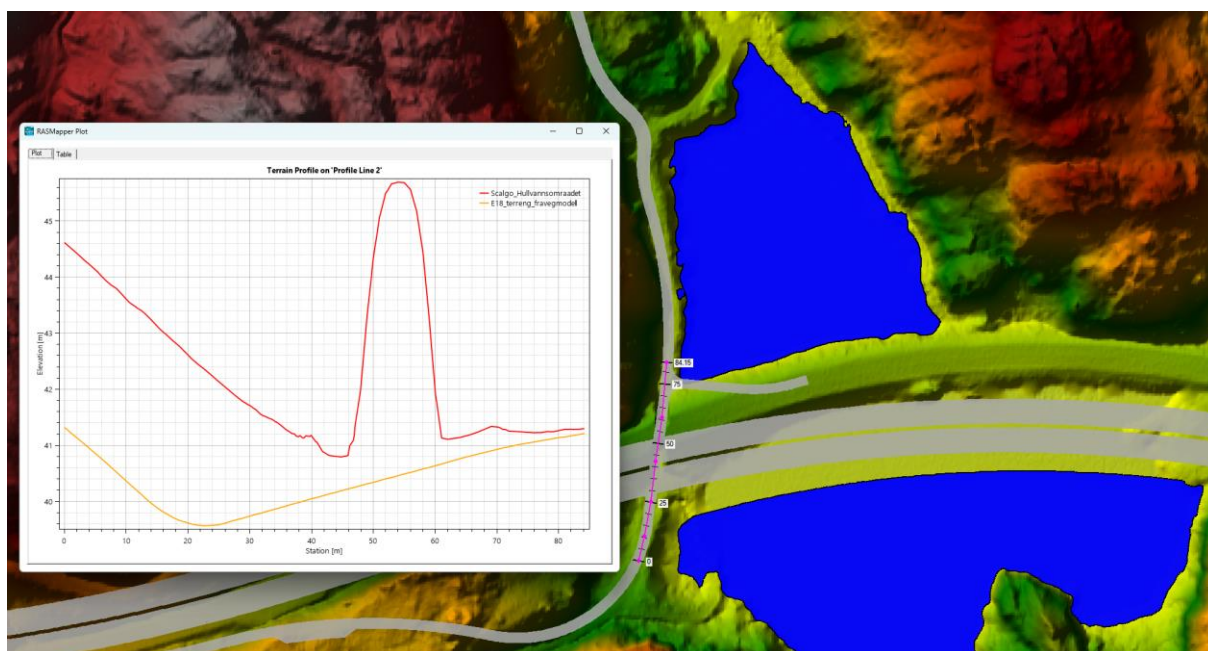 RASMapper Plot
Plot Table
Terrain Profile on 'Profile Line 2'
Scalgo_Hullvannsomraadet
E18_terreng_fravegmodell
Elevation [m]
45
44
43
42
41
40
0 10 20 30 40 50 60 70 80
Station [m]
84.15
75
50
25
0